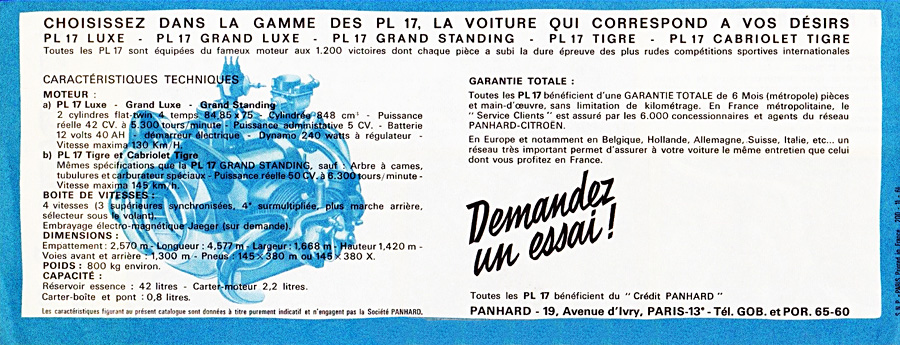 CHOISISSEZ DANS LA GAMME DES PL 17, LA VOITURE QUI CORRESPOND A VOS DÉSIRS
PL 17 LUXE - PL 17 GRAND LUXE - PL 17 GRAND STANDING - PL 17 TIGRE - PL 17 CABRIOLET TIGRE
Toutes les PL 17 sont équipées du fameux moteur aux 1.200 victoires dont chaque pièce a subi la dure épreuve des plus rudes compétitions sportives internationales
CARACTÉRISTIQUES TECHNIQUES
MOTEUR :
a) PL 17 Luxe - Grand Luxe - Grand Standing
2 cylindres flat-twin 4 temps 84,85 x 75 - Cylindrée 848 cm³ - Puissance
réelle 42 CV. à 5.300 tours/minute - Puissance administrative 5 CV. - Batterie
12 volts 40 AH - démarreur électrique - Dynamo 240 watts à régulateur -
Vitesse maxima 130 Km/H.
b) PL 17 Tigre et Cabriolet Tigre
Mêmes spécifications que la PL 17 GRAND STANDING, sauf : Arbre à cames,
tubulures et carburateur spéciaux - Puissance réelle 50 CV. à 6.300 tours/minute -
Vitesse maxima 145 km/h.
BOITE DE VITESSES :
4 vitesses (3 supérieures synchronisées, 4ᵉ surmultipliée, plus marche arrière,
sélecteur sous le volant).
Embrayage électro-magnétique Jaeger (sur demande).
DIMENSIONS :
Empattement : 2,570 m - Longueur : 4,577 m - Largeur : 1,668 m - Hauteur 1,420 m -
Voies avant et arrière : 1,300 m - Pneus : 145 x 380 m ou 145 x 380 X.
POIDS : 800 kg environ.
CAPACITÉ :
Réservoir essence : 42 litres - Carter-moteur 2,2 litres.
Carter-boîte et pont : 0,8 litres.
Les caractéristiques figurant au présent catalogue sont données à titre purement indicatif et n'engagent pas la Société PANHARD.
GARANTIE TOTALE :
Toutes les PL 17 bénéficient d'une GARANTIE TOTALE de 6 Mois (métropole) pièces
et main-d'œuvre, sans limitation de kilométrage. En France métropolitaine, le
" Service Clients " est assuré par les 6.000 concessionnaires et agents du réseau
PANHARD-CITROËN.
En Europe et notamment en Belgique, Hollande, Allemagne, Suisse, Italie, etc... un
réseau très important permet d'assurer à votre voiture le même entretien que celui
dont vous profitez en France.
Demandez
un essai !
Toutes les PL 17 bénéficient du " Crédit PANHARD "
PANHARD - 19, Avenue d'Ivry, PARIS-13ᵉ - Tél. GOB. et POR. 65-60